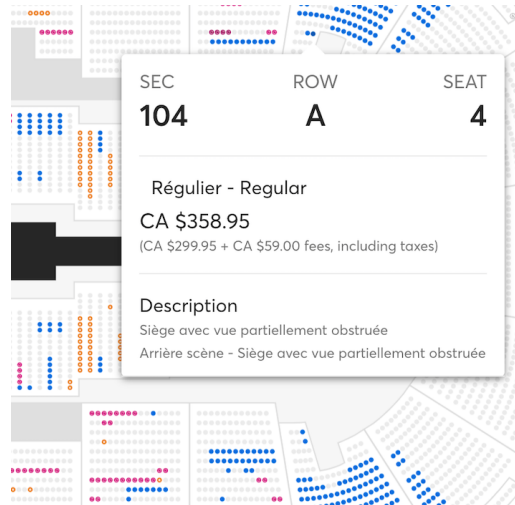 SEC ROW SEAT
104 A 4
Régulier - Regular
CA $358.95
(CA $299.95 + CA $59.00 fees, including taxes)
Description
Siège avec vue partiellement obstruée
Arrière scène - Siège avec vue partiellement obstruée